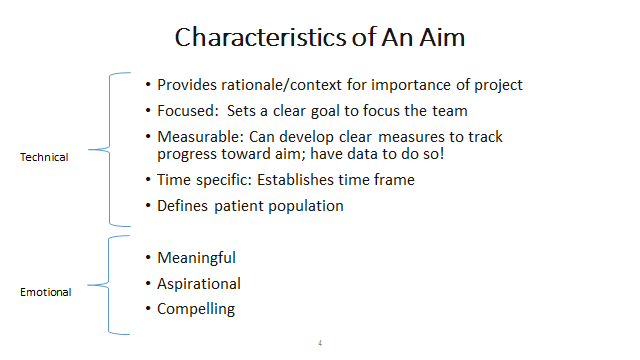 Characteristics of An Aim
Technical
• Provides rationale/context for importance of project
• Focused:  Sets a clear goal to focus the team
• Measurable: Can develop clear measures to track
progress toward aim; have data to do so!
• Time specific: Establishes time frame
• Defines patient population
Emotional
• Meaningful
• Aspirational
• Compelling
4